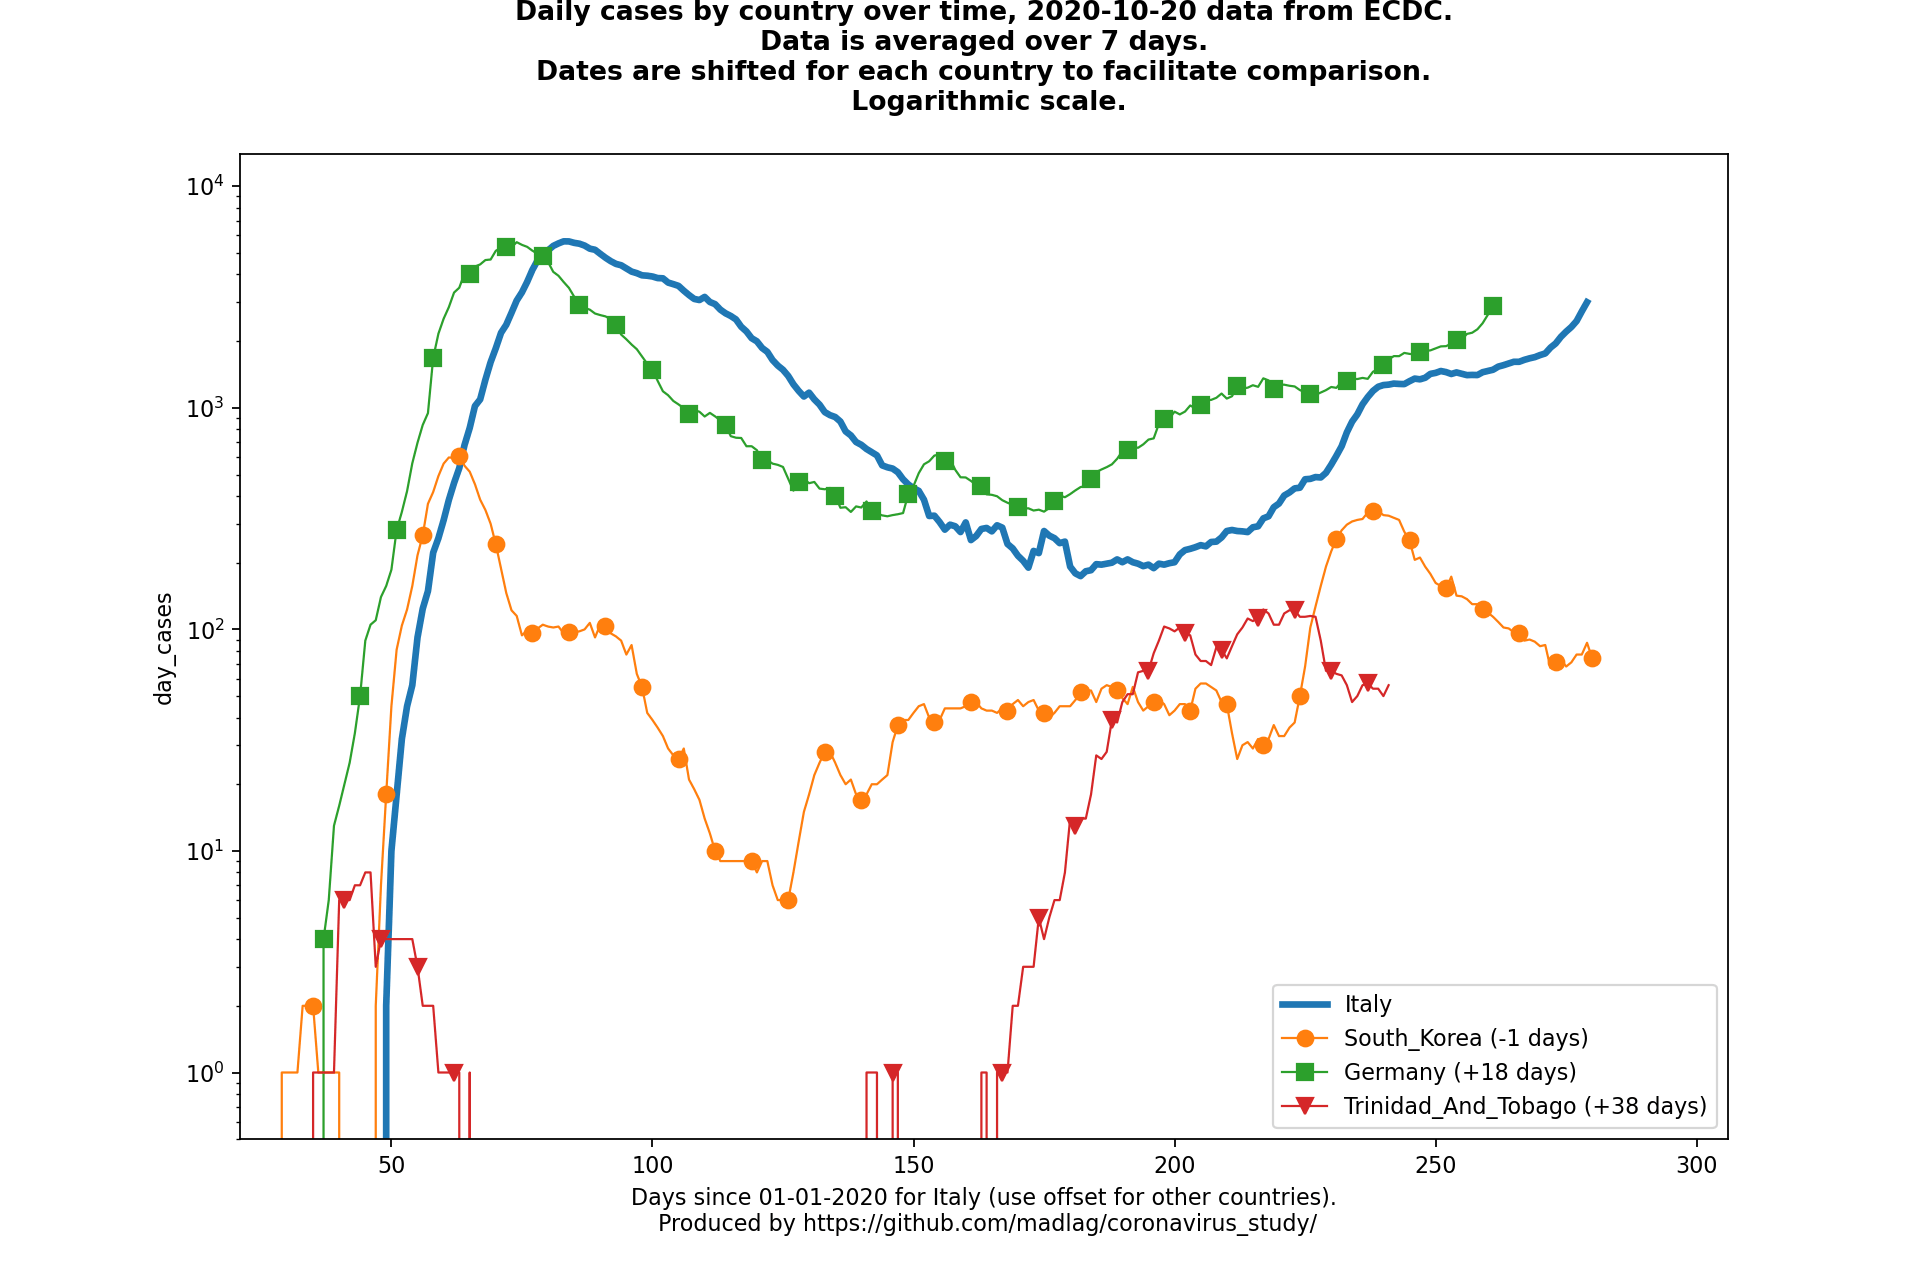 Daily cases by country over time, 2020-10-20 data from ECDC.
Data is averaged over 7 days.
Dates are shifted for each country to facilitate comparison.
Logarithmic scale.
10⁴
10³
10²
10¹
10⁰
day_cases
Italy
South_Korea (-1 days)
Germany (+18 days)
Trinidad_And_Tobago (+38 days)
50 100 150 200 250 300
Days since 01-01-2020 for Italy (use offset for other countries).
Produced by https://github.com/madlag/coronavirus_study/